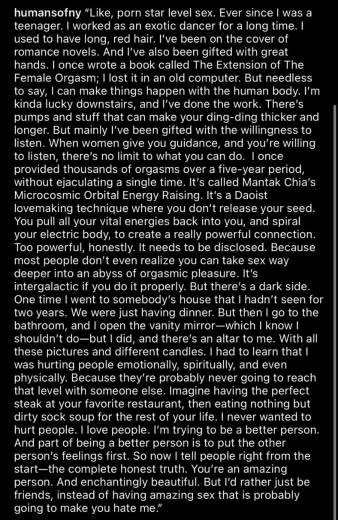 humansofny “Like, porn star level sex. Ever since I was a
teenager. I worked as an exotic dancer for a long time. I
used to have long, red hair. I’ve been on the cover of
romance novels. And I’ve also been gifted with great
hands. I once wrote a book called The Extension of The
Female Orgasm; I lost it in an old computer. But needless
to say, I can make things happen with the human body. I’m
kinda lucky downstairs, and I’ve done the work. There’s
pumps and stuff that can make your ding-ding thicker and
longer. But mainly I’ve been gifted with the willingness to
listen. When women give you guidance, and you’re willing
to listen, there’s no limit to what you can do. I once
provided thousands of orgasms over a five-year period,
without ejaculating a single time. It’s called Mantak Chia’s
Microcosmic Orbital Energy Raising. It’s a Daoist
lovemaking technique where you don’t release your seed.
You pull all your vital energies back into you, and spiral
your electric body, to create a really powerful connection.
Too powerful, honestly. It needs to be disclosed. Because
most people don’t even realize you can take sex way
deeper into an abyss of orgasmic pleasure. It’s
intergalactic if you do it properly. But there’s a dark side.
One time I went to somebody’s house that I hadn’t seen for
two years. We were just having dinner. But then I go to the
bathroom, and I open the vanity mirror—which I know I
shouldn’t do—but I did, and there’s an altar to me. With all
these pictures and different candles. I had to learn that I
was hurting people emotionally, spiritually, and even
physically. Because they’re probably never going to reach
that level with someone else. Imagine having the perfect
steak at your favorite restaurant, then eating nothing but
dirty sock soup for the rest of your life. I never wanted to
hurt people. I love people. I’m trying to be a better person.
And part of being a better person is to put the other
person’s feelings first. So now I tell people right from the
start—the complete honest truth. You’re an amazing
person. And enchantingly beautiful. But I’d rather just be
friends, instead of having amazing sex that is probably
going to make you hate me.”